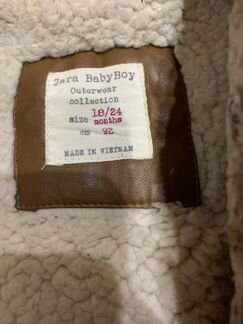 Zara BabyBoy
Outerwear
collection
size 18/24 months
cm 92
MADE IN VIETNAM